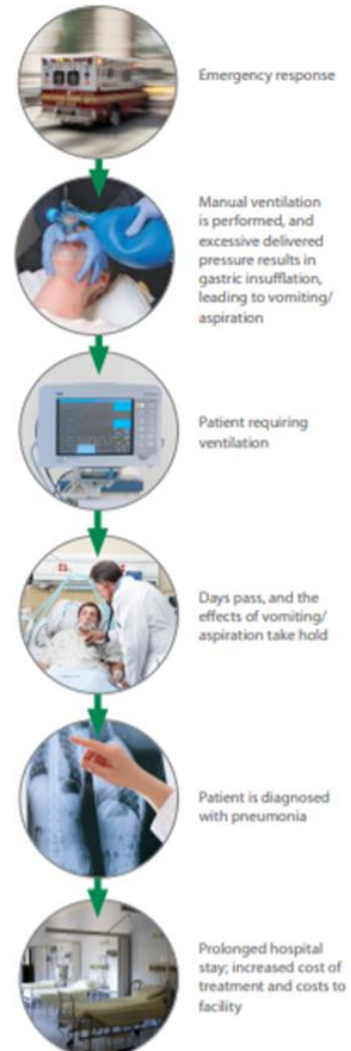 Emergency response
Manual ventilation
is performed, and
excessive delivered
pressure results in
gastric insufflation,
leading to vomiting/
aspiration
Patient requiring
ventilation
Days pass, and the
effects of vomiting/
aspiration take hold
Patient is diagnosed
with pneumonia
Prolonged hospital
stay; increased cost of
treatment and costs to
facility